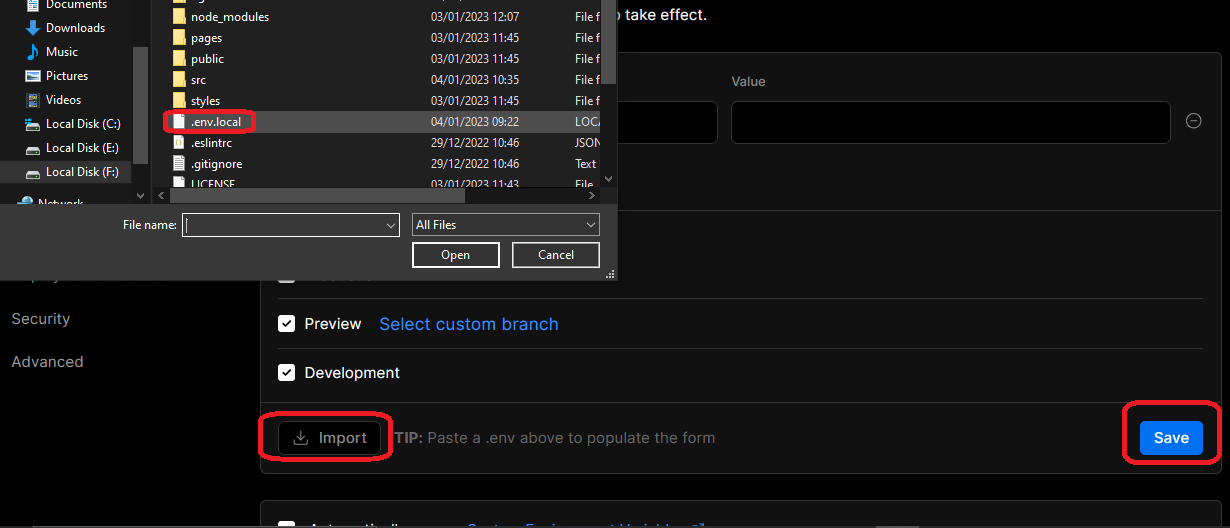 Documents
Downloads
Music
Pictures
Videos
Local Disk (C:)
Local Disk (E:)
Local Disk (F:)
Network
node_modules 03/01/2023 12:07 File f
pages 03/01/2023 11:45 File f
public 03/01/2023 11:45 File f
src 04/01/2023 10:35 File f
styles 03/01/2023 11:45 File f
.env.local 04/01/2023 09:22 LOCA
.eslintrc 29/12/2022 10:46 JSON
.gitignore 29/12/2022 10:46 Text
LICENSE 03/01/2023 11:43 File
File name: All Files
Open Cancel
to take effect.
Value
Security
Advanced
Preview Select custom branch
Development
Import TIP: Paste a .env above to populate the form
Save